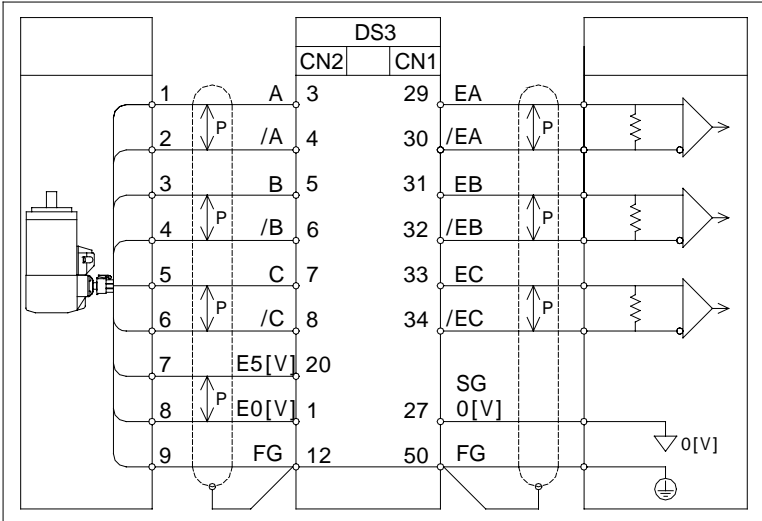 DS3
CN2 CN1
1 A 3 29 EA
P P
2 /A 4 30 /EA
3 B 5 31 EB
P P
4 /B 6 32 /EB
5 C 7 33 EC
P P
6 /C 8 34 /EC
7 E5[V] 20
P SG
8 E0[V] 1 27 0[V]
0[V]
9 FG 12 50 FG